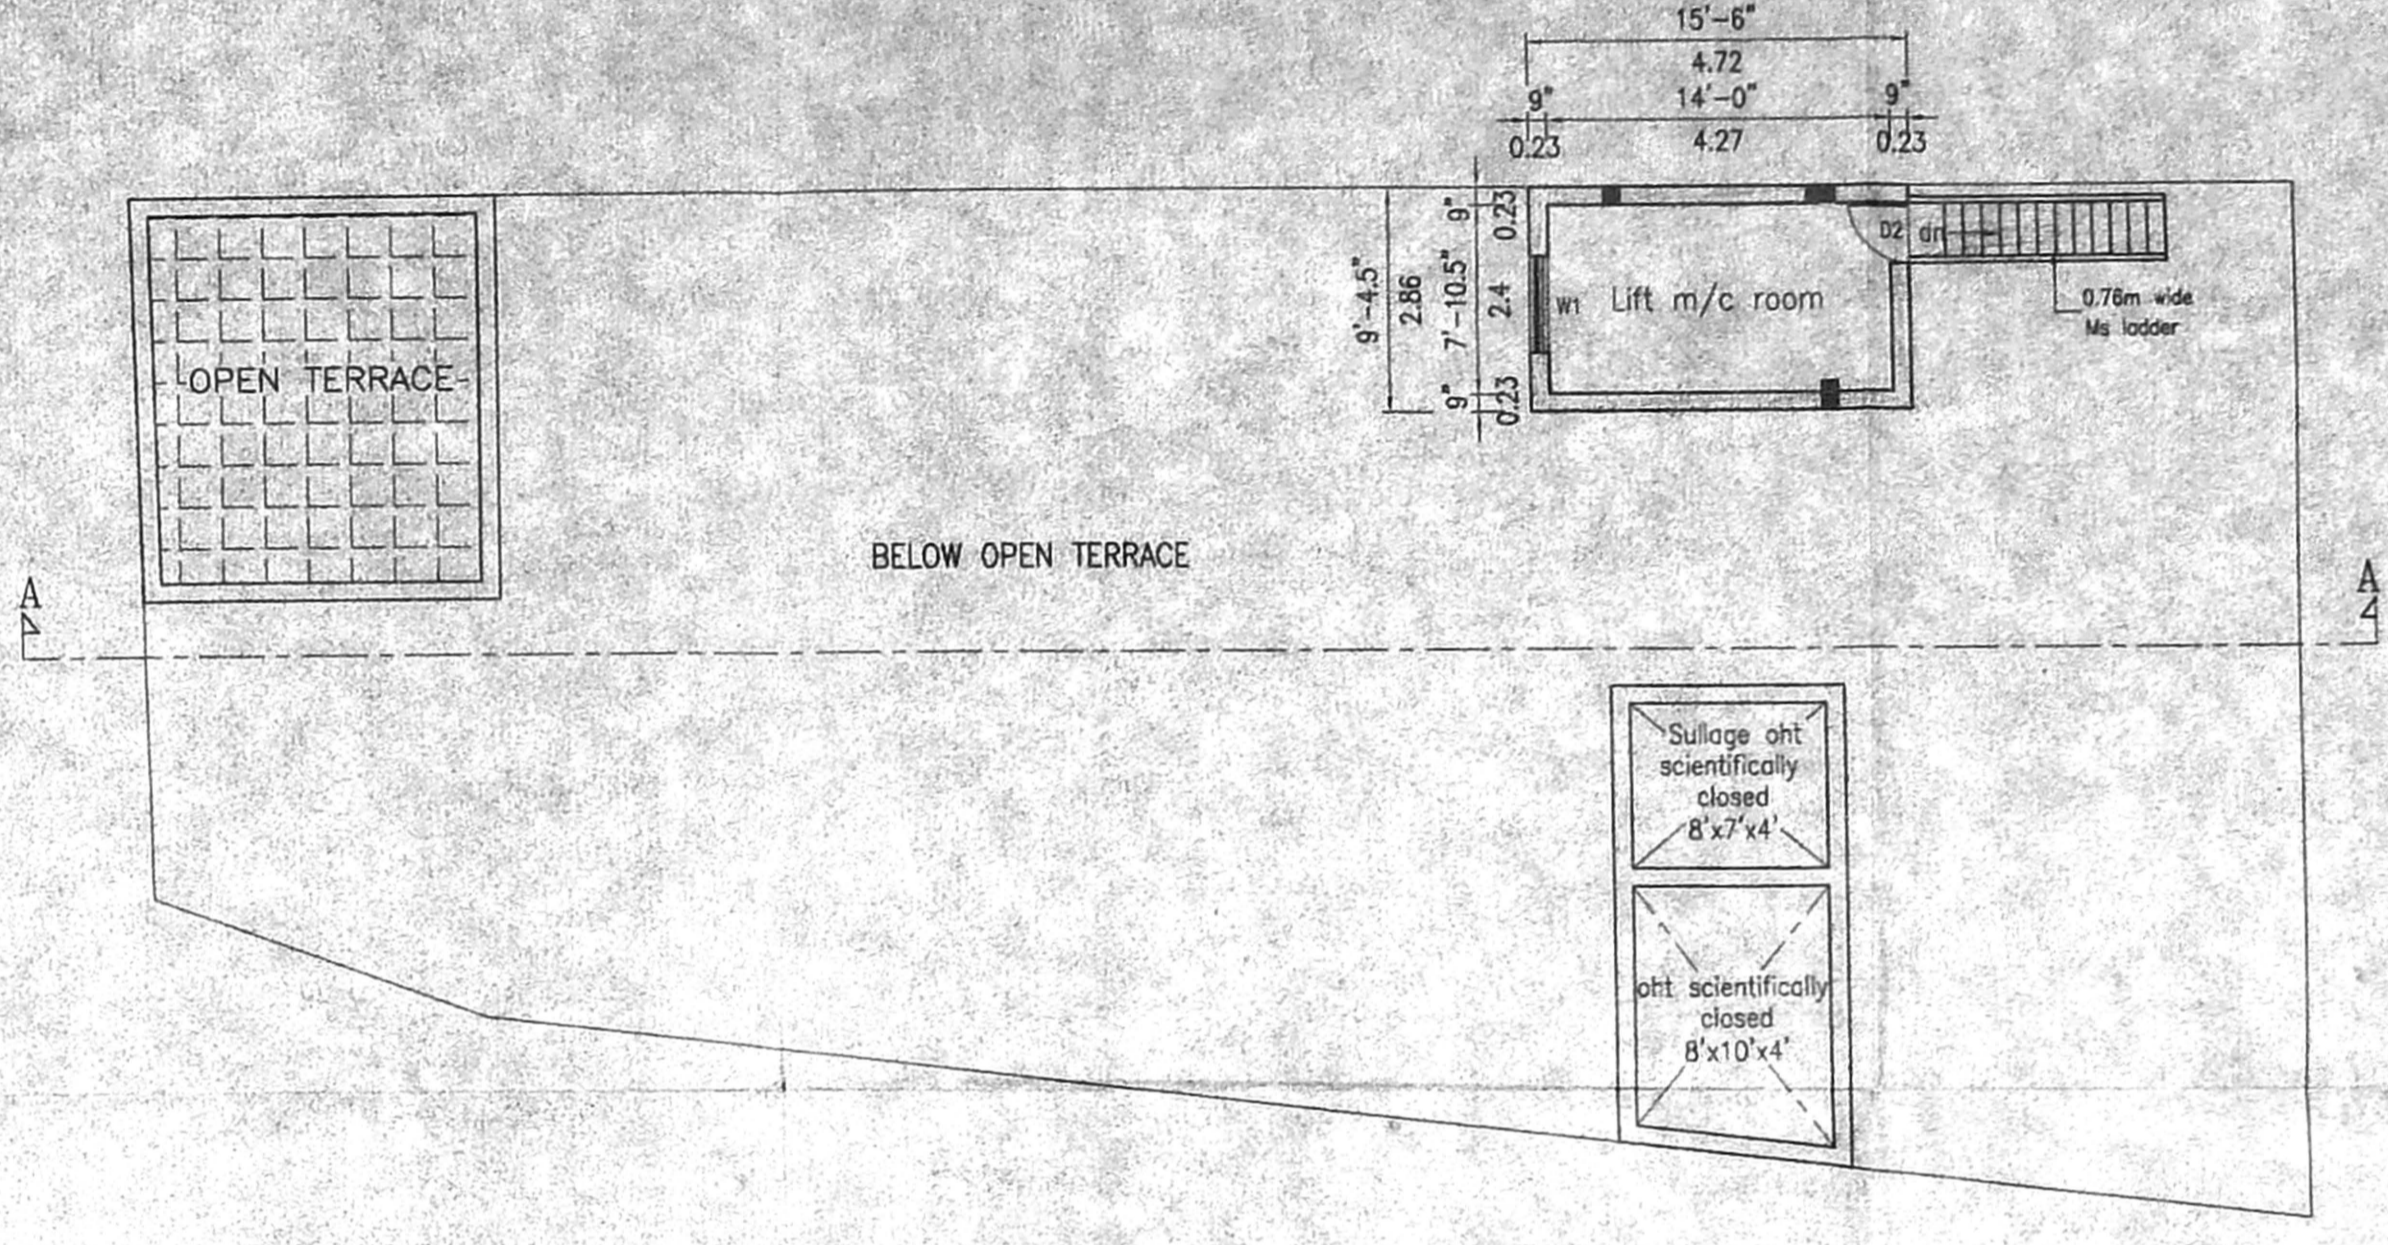 15'-6"
4.72
9" 14'-0" 9"
0.23 4.27 0.23
9'-4.5"
2.86
9" 7'-10.5" 9"
0.23 2.4 0.23
W1 Lift m/c room
D2 dn
0.76m wide
Ms ladder
OPEN TERRACE
BELOW OPEN TERRACE
A A
Sullage oht
scientifically
closed
8'x7'x4'
oht scientifically
closed
8'x10'x4'